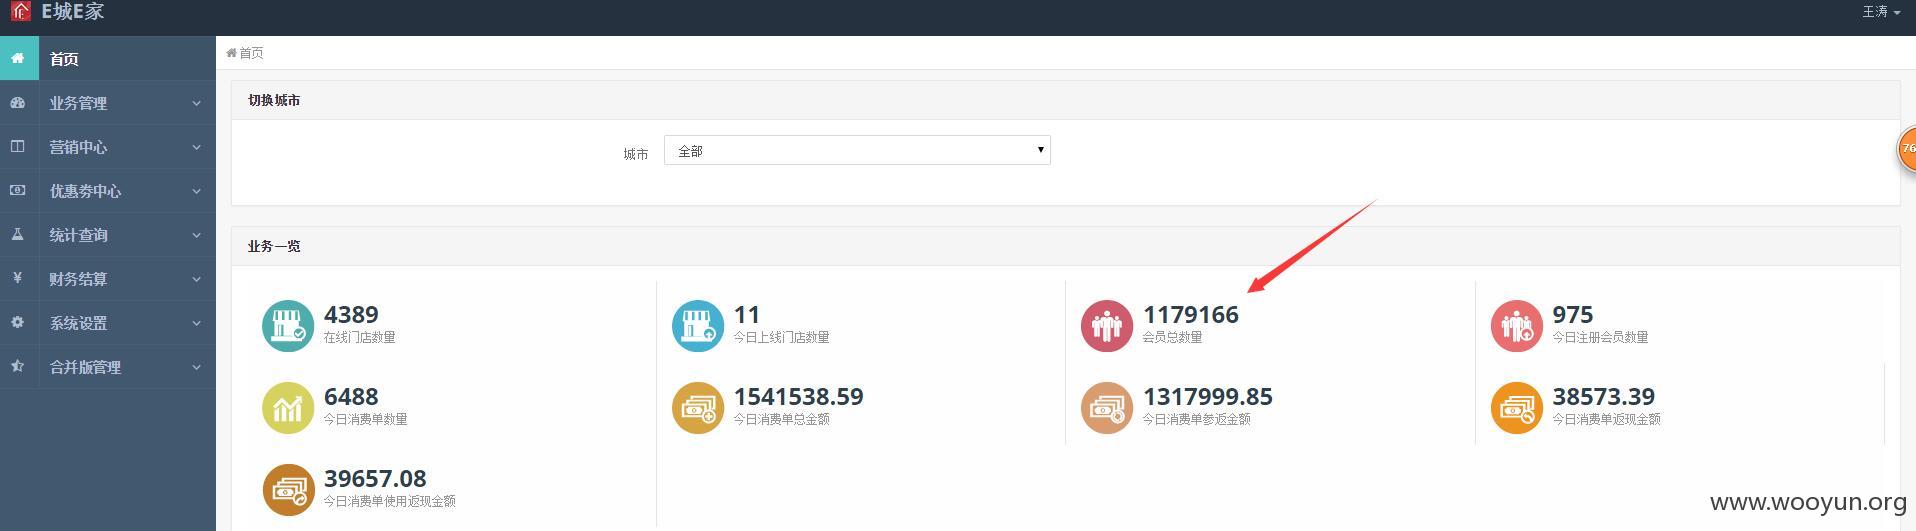 E城E家
王涛
首页
首页
业务管理
营销中心
优惠券中心
统计查询
¥ 财务结算
系统设置
合并版管理
切换城市
城市 全部
76
业务一览
4389
在线门店数量
11
今日上线门店数量
1179166
会员总数量
975
今日注册会员数量
6488
今日消费单数量
1541538.59
今日消费单总金额
1317999.85
今日消费单参返金额
38573.39
今日消费单返现金额
39657.08
今日消费单使用返现金额
www.wooyun.org